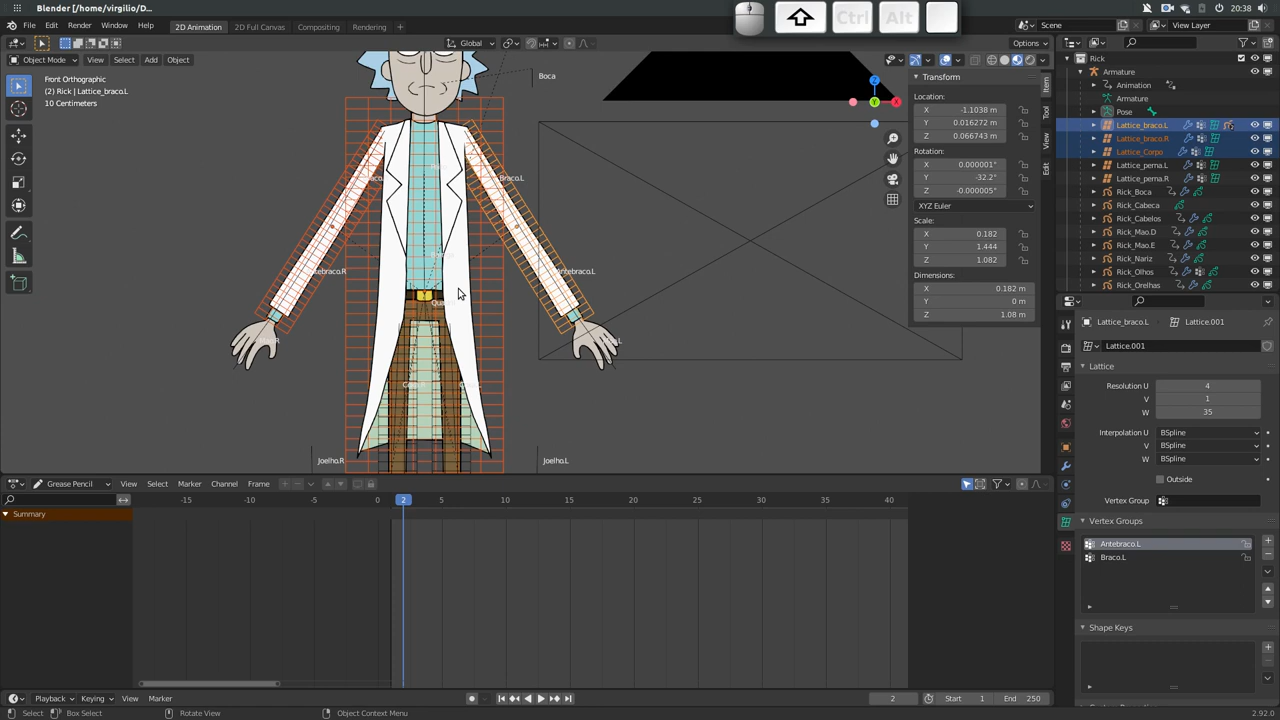 Blender [/home/virgilio/D...
20:38
Ctrl
Alt
File
Edit
Render
Window
Help
2D Animation
2D Full Canvas
Compositing
Rendering
Scene
View Layer
Global
Options
Object Mode
View
Select
Add
Object
Front Orthographic
(2) Rick | Lattice_braco.L
10 Centimeters
Boca
Braco.L
Antebraco.R
Antebraco.L
Joelho.R
Joelho.L
Z
X
Y
Transform
Location:
X -1.1038 m
Y 0.016272 m
Z 0.066743 m
Rotation:
X 0.000001°
Y -32.2°
Z -0.000005°
XYZ Euler
Scale:
X 0.182
Y 1.444
Z 1.082
Dimensions:
X 0.182 m
Y 0 m
Z 1.08 m
Item
Tool
View
Edit
Rick
Armature
Animation
Armature
Pose
Lattice_braco.L
Lattice_braco.R
Lattice_Corpo
Lattice_perna.L
Lattice_perna.R
Rick_Boca
Rick_Cabeca
Rick_Cabelos
Rick_Mao.D
Rick_Mao.E
Rick_Nariz
Rick_Olhos
Rick_Orelhas
Lattice_braco.L
Lattice.001
Lattice.001
Lattice
Resolution U 4
V 1
W 35
Interpolation U BSpline
V BSpline
W BSpline
Outside
Vertex Group
Vertex Groups
Antebraco.L
Braco.L
Shape Keys
Grease Pencil
View
Select
Marker
Channel
Frame
-15 -10 -5 0 2 5 10 15 20 25 30 35 40
Summary
Playback
Keying
View
Marker
2
Start 1
End 250
Select
Box Select
Rotate View
Object Context Menu
2.92.0